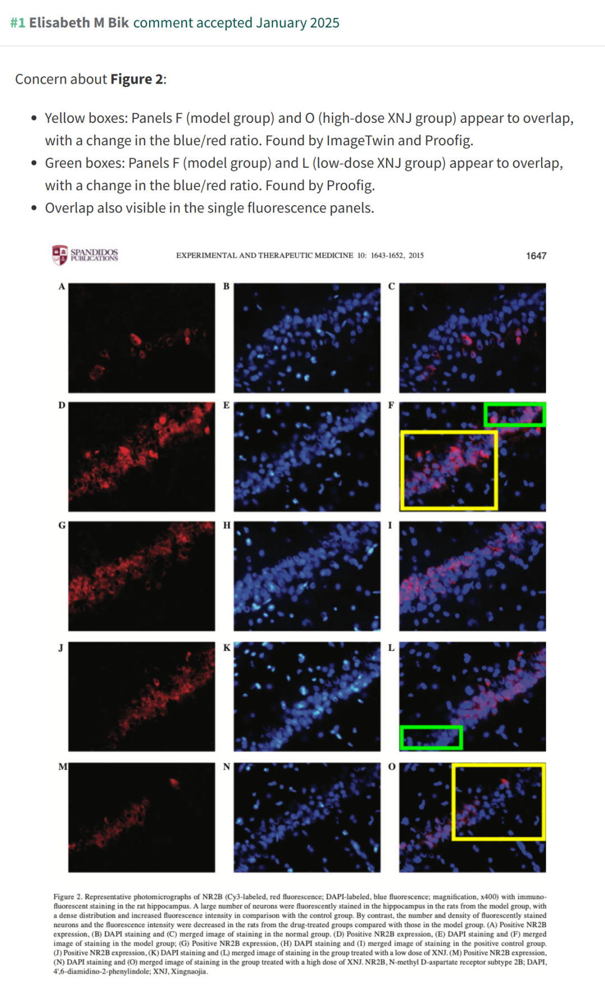 #1 Elisabeth M Bik comment accepted January 2025
Concern about Figure 2:
• Yellow boxes: Panels F (model group) and O (high-dose XNJ group) appear to overlap,
with a change in the blue/red ratio. Found by ImageTwin and Proofig.
• Green boxes: Panels F (model group) and L (low-dose XNJ group) appear to overlap,
with a change in the blue/red ratio. Found by Proofig.
• Overlap also visible in the single fluorescence panels.
SPANDIDOS
PUBLICATIONS
EXPERIMENTAL AND THERAPEUTIC MEDICINE 10: 1643-1652, 2015
1647
A
B
C
D
E
F
G
H
I
J
K
L
M
N
O
Figure 2. Representative photomicrographs of NR2B (Cy3-labeled, red fluorescence; DAPI-labeled, blue fluorescence; magnification, x400) with immuno-
fluorescent staining in the rat hippocampus. A large number of neurons were fluorescently stained in the hippocampus in the rats from the model group, with
a dense distribution and increased fluorescence intensity in comparison with the control group. By contrast, the number and density of fluorescently stained
neurons and the fluorescence intensity were decreased in the rats from the drug-treated groups compared with those in the model group. (A) Positive NR2B
expression, (B) DAPI staining and (C) merged image of staining in the normal group. (D) Positive NR2B expression, (E) DAPI staining and (F) merged
image of staining in the model group; (G) Positive NR2B expression, (H) DAPI staining and (I) merged image of staining in the positive control group.
(J) Positive NR2B expression, (K) DAPI staining and (L) merged image of staining in the group treated with a low dose of XNJ. (M) Positive NR2B expression,
(N) DAPI staining and (O) merged image of staining in the group treated with a high dose of XNJ. NR2B, N-methyl D-aspartate receptor subtype 2B; DAPI,
4',6-diamidino-2-phenylindole; XNJ, Xingnaojia.